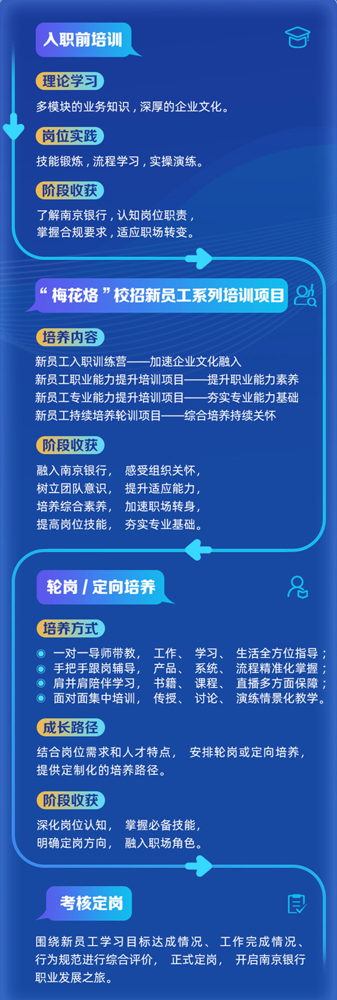 入职前培训
理论学习
多模块的业务知识，深厚的企业文化。
岗位实践
技能锻炼，流程学习，实操演练。
阶段收获
了解南京银行，认知岗位职责，
掌握合规要求，适应职场转变。
“梅花烙”校招新员工系列培训项目
培养内容
新员工入职训练营——加速企业文化融入
新员工职业能力提升培训项目——提升职业能力素养
新员工专业能力提升培训项目——夯实专业能力基础
新员工持续培养轮训项目——综合培养持续关怀
阶段收获
融入南京银行， 感受组织关怀，
树立团队意识， 提升适应能力，
培养综合素养， 加速职场转身，
提高岗位技能， 夯实专业基础。
轮岗 / 定向培养
培养方式
一对一导师带教， 工作、 学习、 生活全方位指导；
手把手跟岗辅导， 产品、 系统、 流程精准化掌握；
肩并肩陪伴学习， 书籍、 课程、 直播多方面保障；
面对面集中培训， 传授、 讨论、 演练情景化教学。
成长路径
结合岗位需求和人才特点， 安排轮岗或定向培养，
提供定制化的培养路径。
阶段收获
深化岗位认知， 掌握必备技能，
明确定岗方向， 融入职场角色。
考核定岗
围绕新员工学习目标达成情况、 工作完成情况、
行为规范进行综合评价， 正式定岗， 开启南京银行
职业发展之旅。